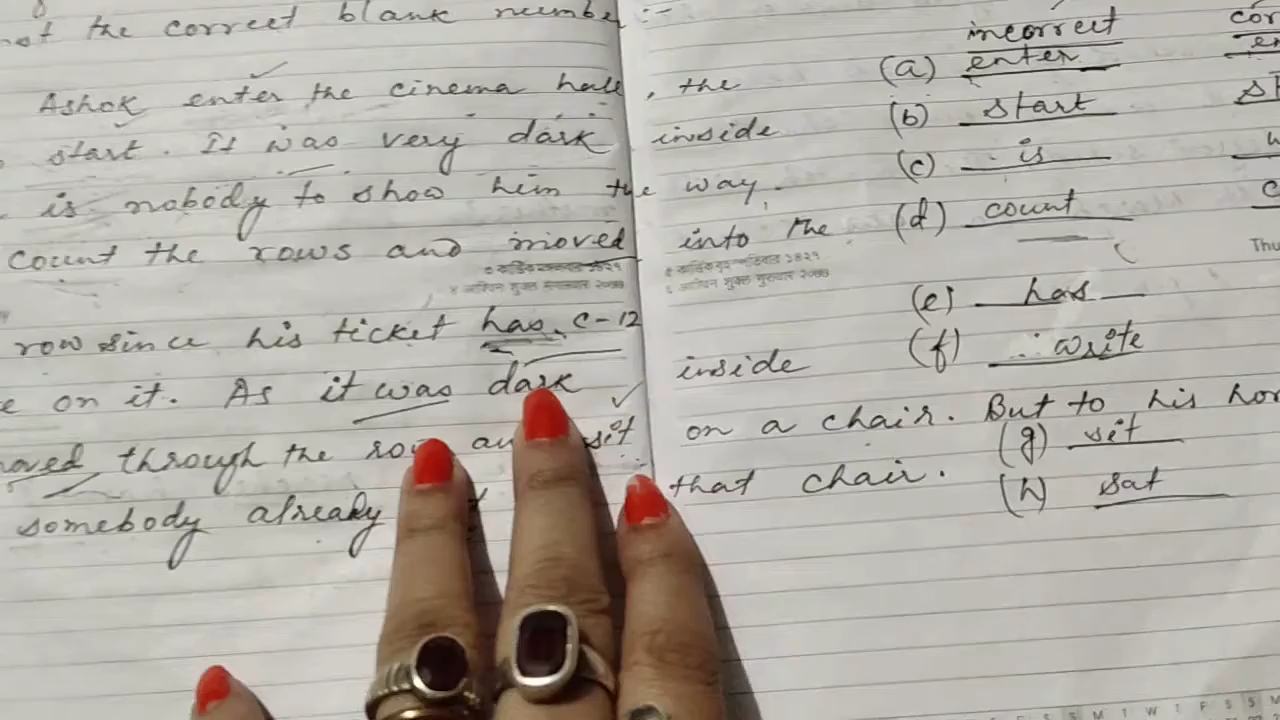 the correct blank number :-
Ashok enter the cinema hall, the
start. It was very dark inside
is nobody to show him the way.
count the rows and moved into the
row since his ticket has C-12
on it. As it was dark inside
through the row sit on a chair. But to his
somebody already that chair.
incorrect
(a) enter
(b) start
(c) is
(d) count
(e) has
(f) write
(g) sit
(h) sat